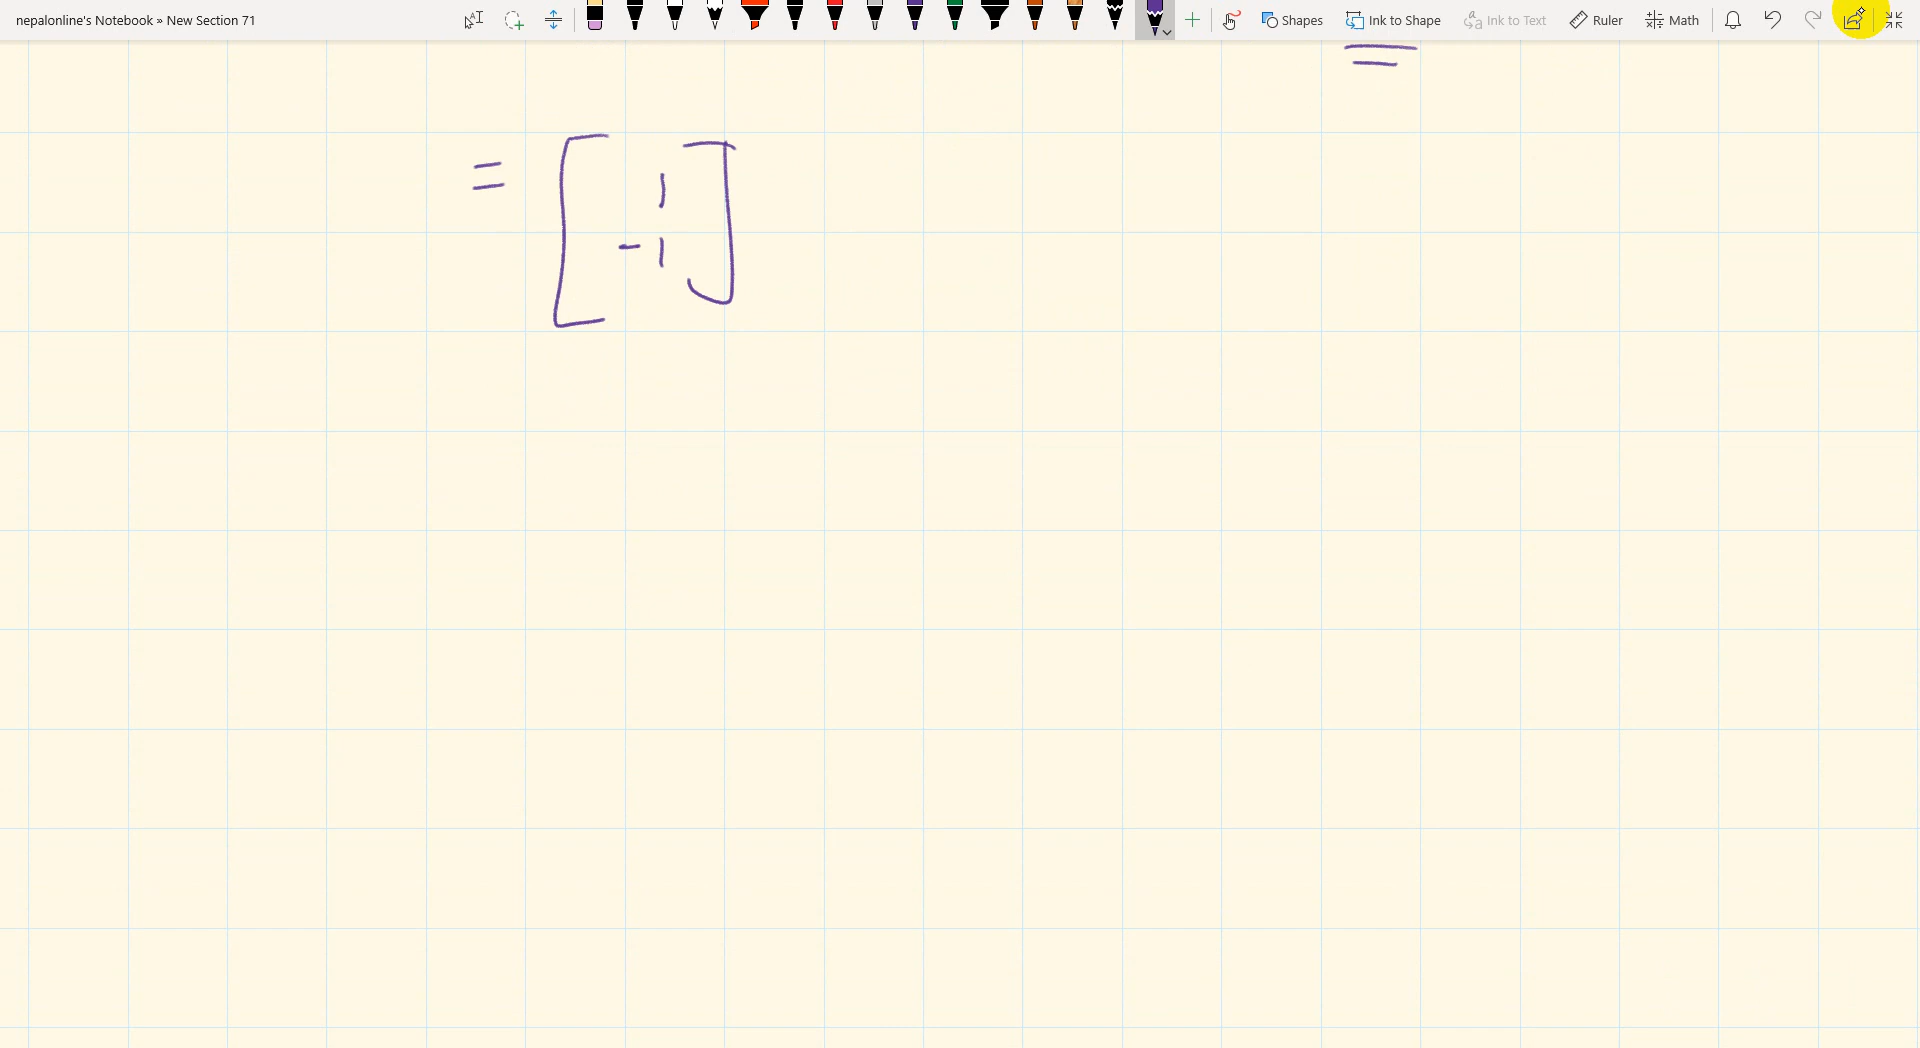 nepalonline's Notebook » New Section 71
Shapes
Ink to Shape
Ink to Text
Ruler
Math
= [ 1
-1 ]